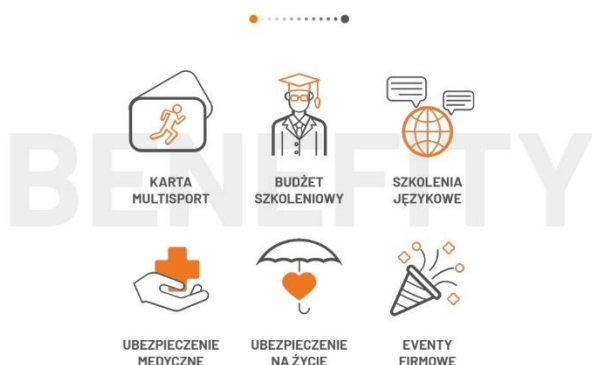 BENEFITY
KARTA
MULTISPORT
BUDŻET
SZKOLENIOWY
SZKOLENIA
JĘZYKOWE
UBEZPIECZENIE
MEDYCZNE
UBEZPIECZENIE
NA ŻYCIE
EVENTY
FIRMOWE